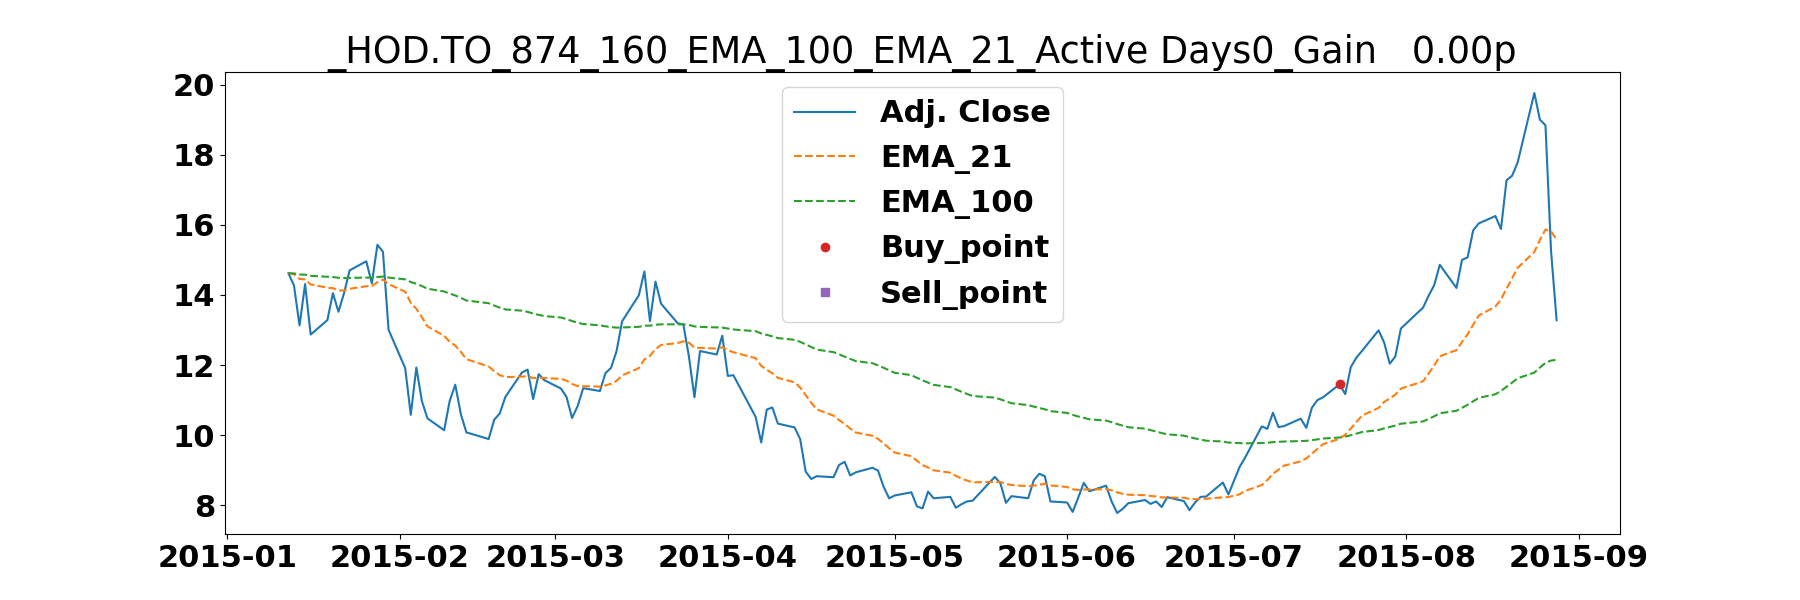 _HOD.TO_874_160_EMA_100_EMA_21_Active Days0_Gain   0.00p
20
18
16
14
12
10
8
Adj. Close
EMA_21
EMA_100
Buy_point
Sell_point
2015-01 2015-02 2015-03 2015-04 2015-05 2015-06 2015-07 2015-08 2015-09